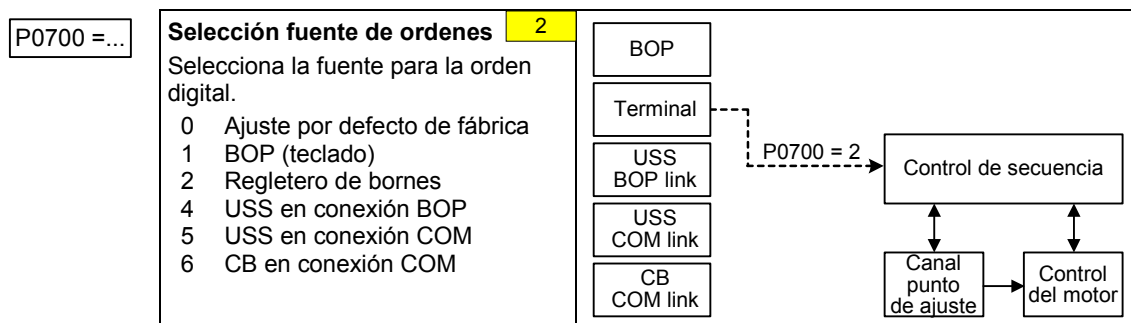 P0700 =...
Selección fuente de ordenes 2
Selecciona la fuente para la orden
digital.
0 Ajuste por defecto de fábrica
1 BOP (teclado)
2 Regletero de bornes
4 USS en conexión BOP
5 USS en conexión COM
6 CB en conexión COM
BOP
Terminal
USS
BOP link
USS
COM link
CB
COM link
P0700 = 2
Control de secuencia
Canal
punto
de ajuste
Control
del motor